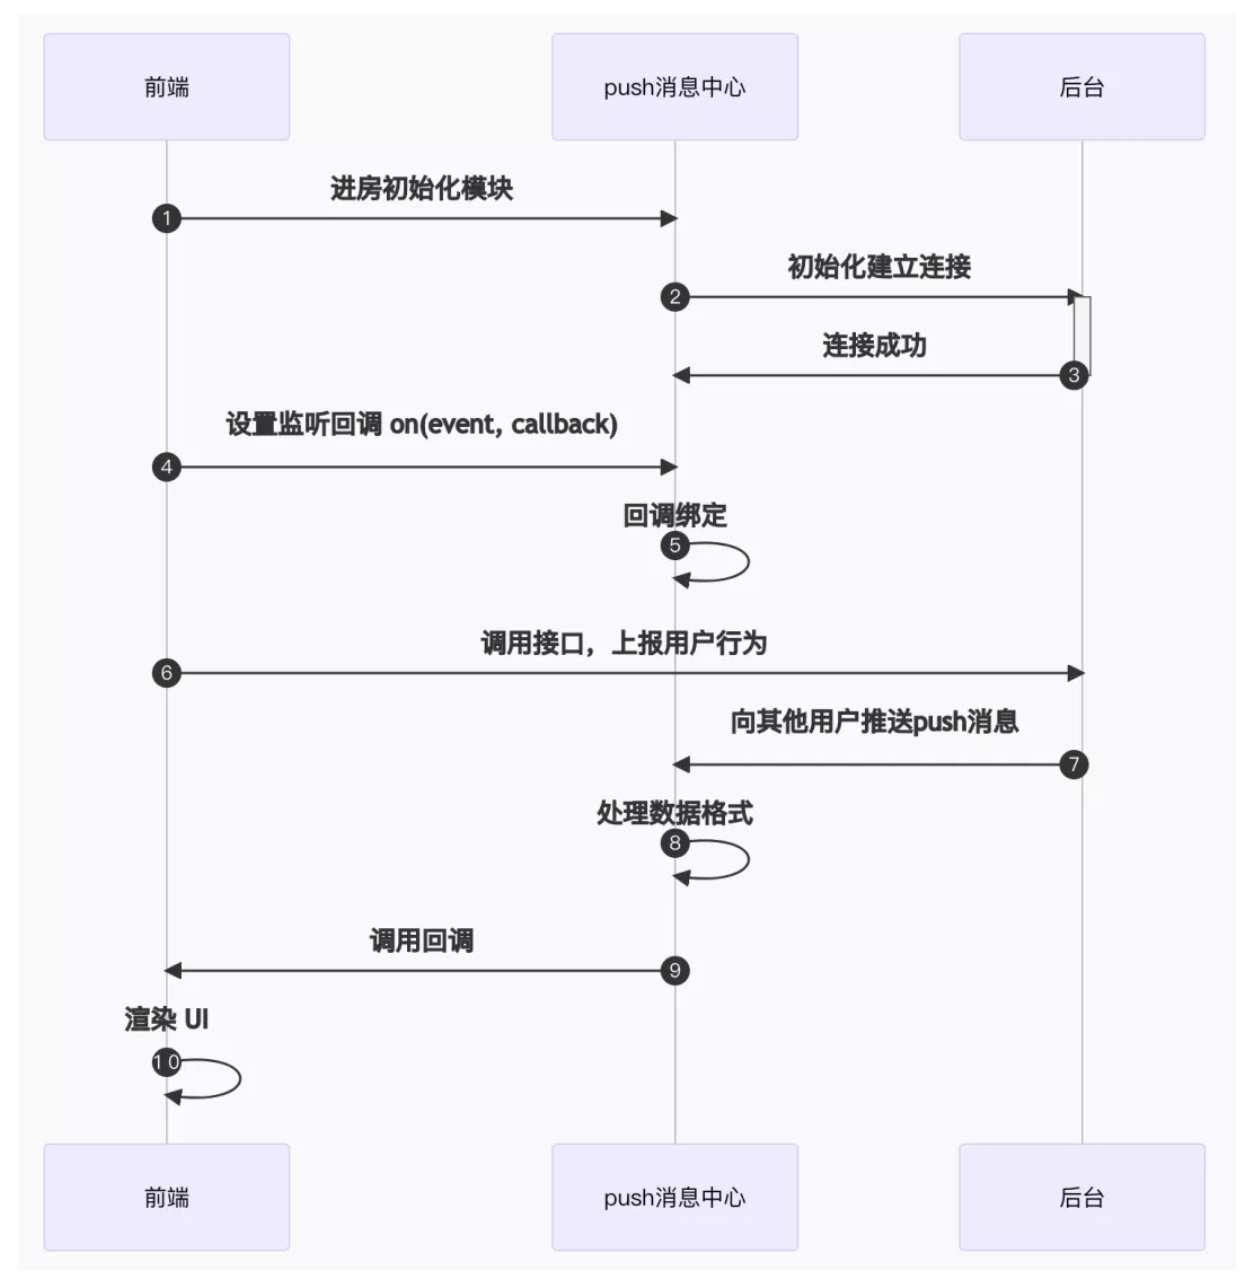 前端
push消息中心
后台
进房初始化模块
1
初始化建立连接
2
连接成功
3
设置监听回调 on(event, callback)
4
回调绑定
5
调用接口，上报用户行为
6
向其他用户推送push消息
7
处理数据格式
8
调用回调
9
渲染 UI
10
前端
push消息中心
后台